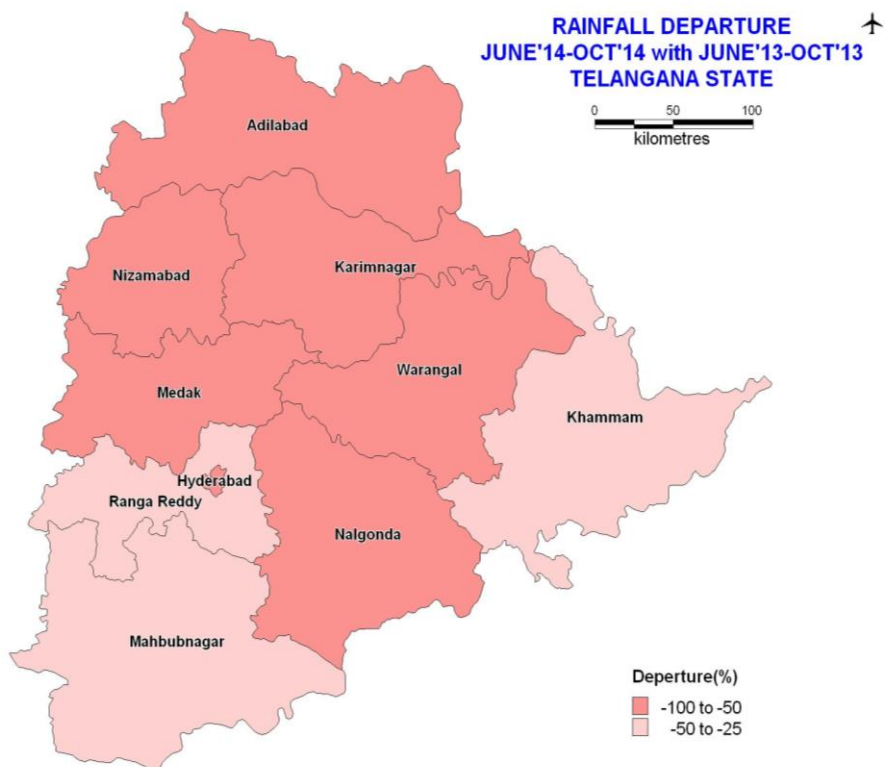 RAINFALL DEPARTURE
JUNE'14-OCT'14 with JUNE'13-OCT'13
TELANGANA STATE
0 50 100
kilometres
Adilabad
Nizamabad
Karimnagar
Medak
Warangal
Khammam
Hyderabad
Ranga Reddy
Nalgonda
Mahbubnagar
Deperture(%)
-100 to -50
-50 to -25